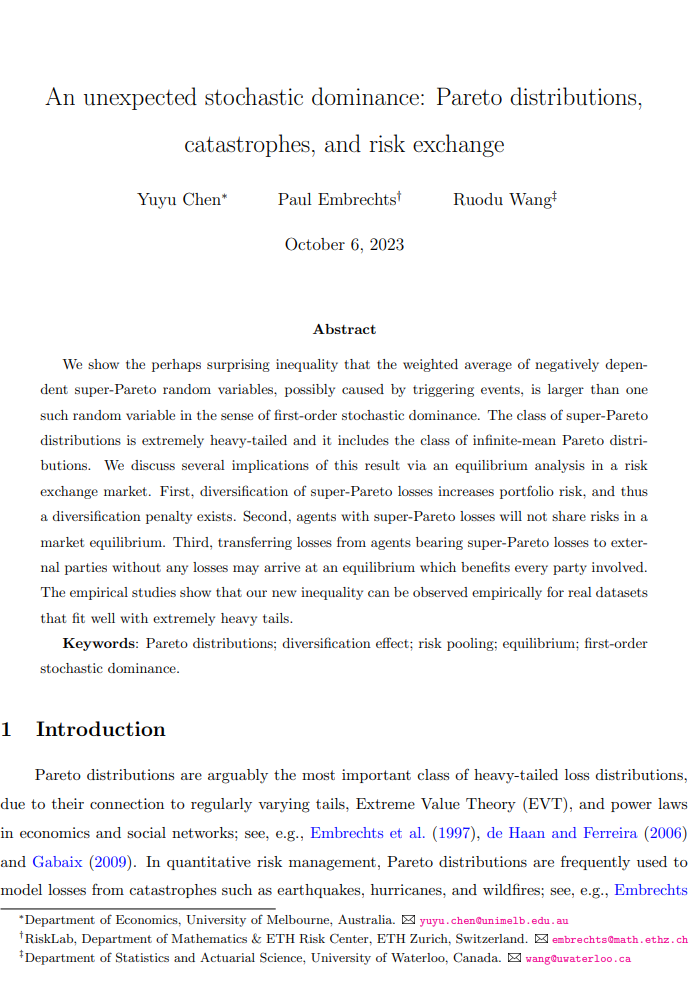 An unexpected stochastic dominance: Pareto distributions,
catastrophes, and risk exchange
Yuyu Chen* Paul Embrechts† Ruodu Wang‡
October 6, 2023
Abstract
We show the perhaps surprising inequality that the weighted average of negatively depen-
dent super-Pareto random variables, possibly caused by triggering events, is larger than one
such random variable in the sense of first-order stochastic dominance. The class of super-Pareto
distributions is extremely heavy-tailed and it includes the class of infinite-mean Pareto distri-
butions. We discuss several implications of this result via an equilibrium analysis in a risk
exchange market. First, diversification of super-Pareto losses increases portfolio risk, and thus
a diversification penalty exists. Second, agents with super-Pareto losses will not share risks in a
market equilibrium. Third, transferring losses from agents bearing super-Pareto losses to exter-
nal parties without any losses may arrive at an equilibrium which benefits every party involved.
The empirical studies show that our new inequality can be observed empirically for real datasets
that fit well with extremely heavy tails.
Keywords: Pareto distributions; diversification effect; risk pooling; equilibrium; first-order
stochastic dominance.
1 Introduction
Pareto distributions are arguably the most important class of heavy-tailed loss distributions,
due to their connection to regularly varying tails, Extreme Value Theory (EVT), and power laws
in economics and social networks; see, e.g., Embrechts et al. (1997), de Haan and Ferreira (2006)
and Gabaix (2009). In quantitative risk management, Pareto distributions are frequently used to
model losses from catastrophes such as earthquakes, hurricanes, and wildfires; see, e.g., Embrechts
*Department of Economics, University of Melbourne, Australia. ✉ yuyu.chen@unimelb.edu.au
†RiskLab, Department of Mathematics & ETH Risk Center, ETH Zurich, Switzerland. ✉ embrechts@math.ethz.ch
‡Department of Statistics and Actuarial Science, University of Waterloo, Canada. ✉ wang@uwaterloo.ca